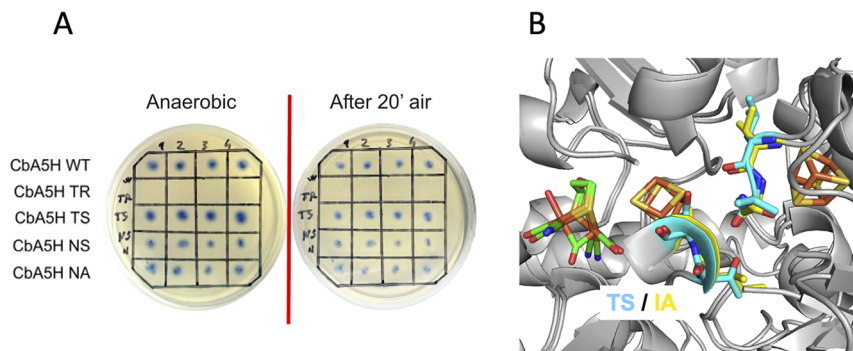 A
B
Anaerobic
After 20’ air
CbA5H WT
CbA5H TR
CbA5H TS
CbA5H NS
CbA5H NA
1 2 3 4
TR
TS
NS
1 2 3 4
TR
TS
NS
N
TS / IA